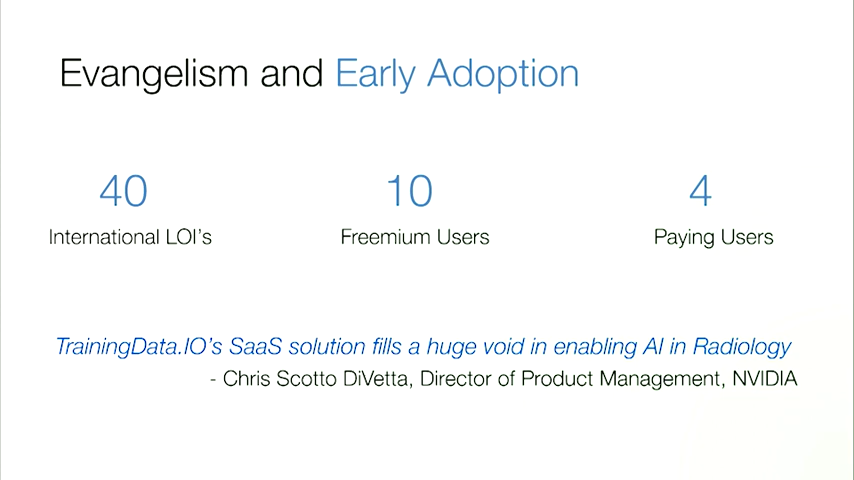 Evangelism and Early Adoption
40
International LOI's
10
Freemium Users
4
Paying Users
TrainingData.IO's SaaS solution fills a huge void in enabling AI in Radiology
- Chris Scotto DiVetta, Director of Product Management, NVIDIA